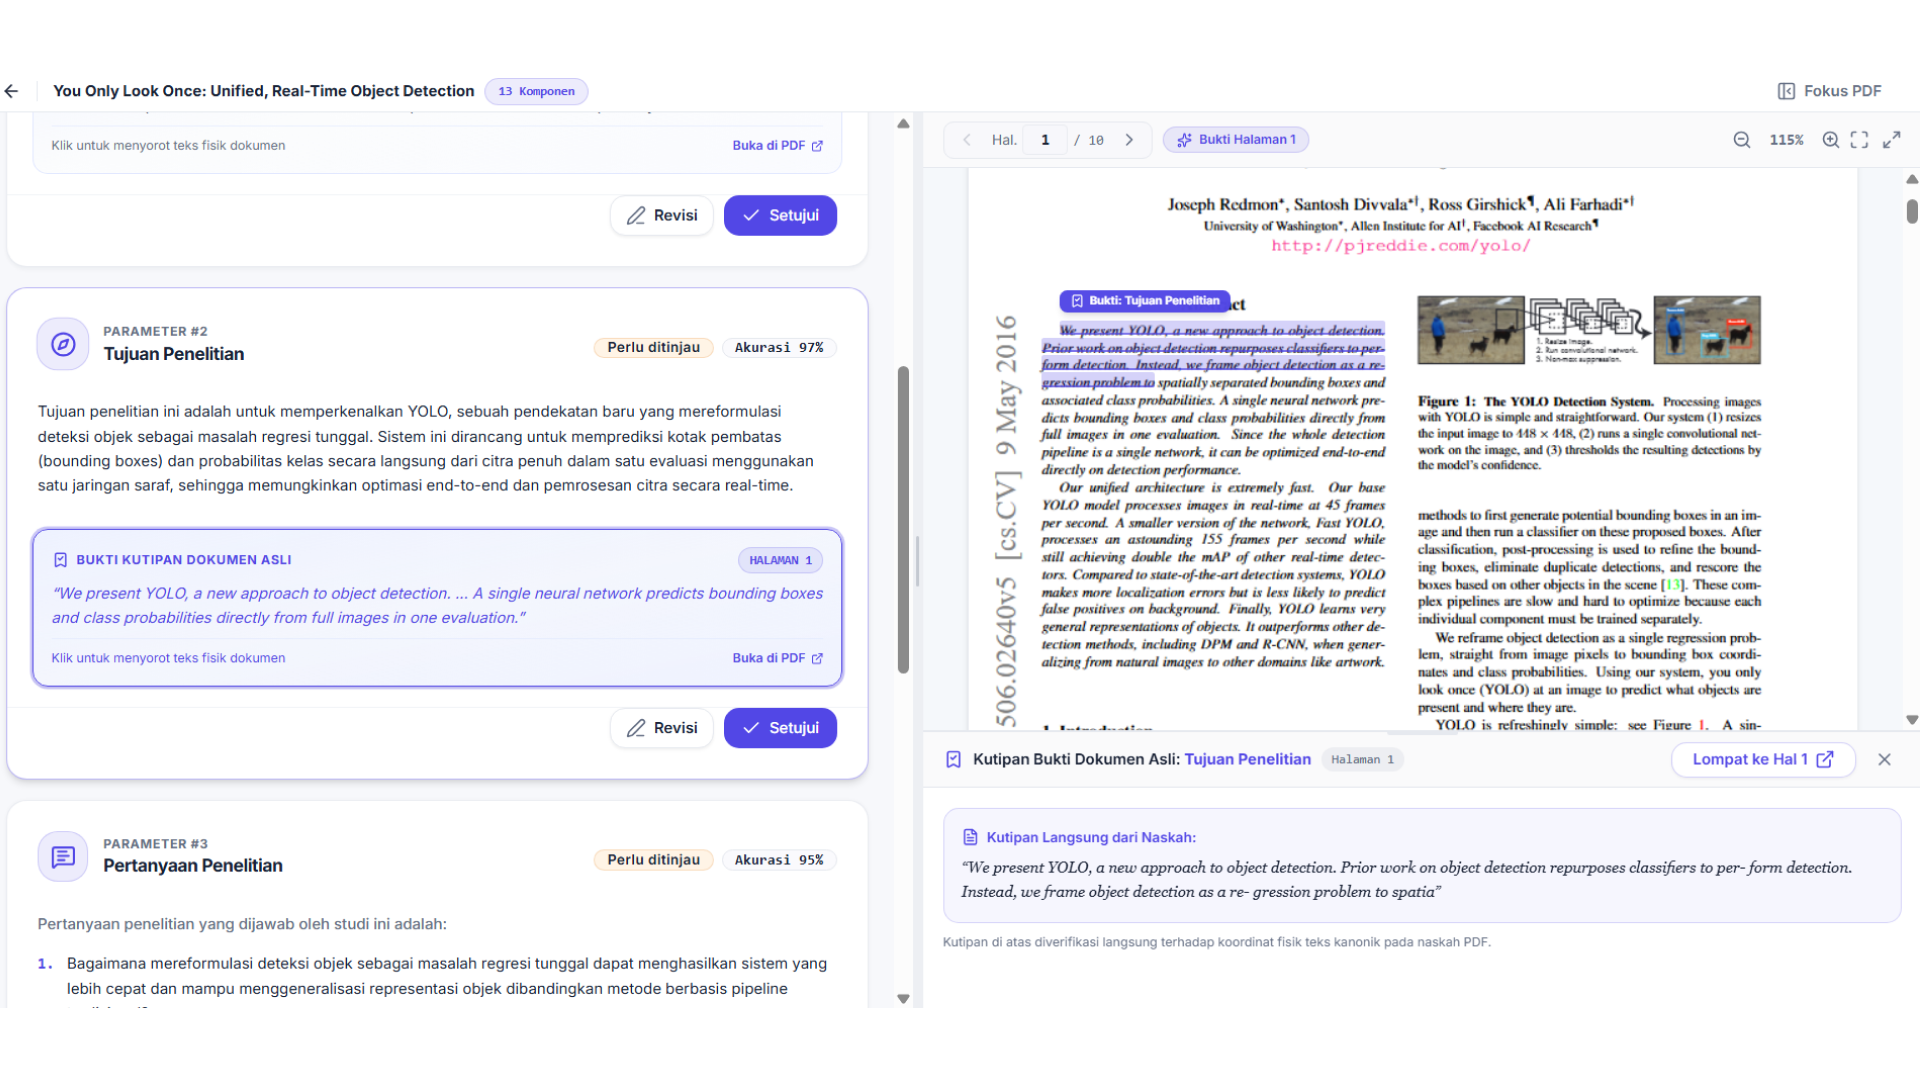 You Only Look Once: Unified, Real-Time Object Detection
13 Komponen
Fokus PDF
Klik untuk menyorot teks fisik dokumen
Buka di PDF
Revisi
Setujui
PARAMETER #2
Tujuan Penelitian
Perlu ditinjau
Akurasi 97%
Tujuan penelitian ini adalah untuk memperkenalkan YOLO, sebuah pendekatan baru yang mereformulasi
deteksi objek sebagai masalah regresi tunggal. Sistem ini dirancang untuk memprediksi kotak pembatas
(bounding boxes) dan probabilitas kelas secara langsung dari citra penuh dalam satu evaluasi menggunakan
satu jaringan saraf, sehingga memungkinkan optimasi end-to-end dan pemrosesan citra secara real-time.
BUKTI KUTIPAN DOKUMEN ASLI
HALAMAN 1
“We present YOLO, a new approach to object detection. ... A single neural network predicts bounding boxes
and class probabilities directly from full images in one evaluation.”
Klik untuk menyorot teks fisik dokumen
Buka di PDF
Revisi
Setujui
PARAMETER #3
Pertanyaan Penelitian
Perlu ditinjau
Akurasi 95%
Pertanyaan penelitian yang dijawab oleh studi ini adalah:
1. Bagaimana mereformulasi deteksi objek sebagai masalah regresi tunggal dapat menghasilkan sistem yang
lebih cepat dan mampu menggeneralisasi representasi objek dibandingkan metode berbasis pipeline
Hal. 1 / 10
Bukti Halaman 1
115%
Joseph Redmon*, Santosh Divvala*†, Ross Girshick¶, Ali Farhadi*†
University of Washington*, Allen Institute for AI†, Facebook AI Research¶
http://pjreddie.com/yolo/
506.02640v5 [cs.CV] 9 May 2016
Bukti: Tujuan Penelitian
ct
We present YOLO, a new approach to object detection.
Prior work on object detection repurposes classifiers to per-
form detection. Instead, we frame object detection as a re-
gression problem to spatially separated bounding boxes and
associated class probabilities. A single neural network pre-
dicts bounding boxes and class probabilities directly from
full images in one evaluation. Since the whole detection
pipeline is a single network, it can be optimized end-to-end
directly on detection performance.
Our unified architecture is extremely fast. Our base
YOLO model processes images in real-time at 45 frames
per second. A smaller version of the network, Fast YOLO,
processes an astounding 155 frames per second while
still achieving double the mAP of other real-time detec-
tors. Compared to state-of-the-art detection systems, YOLO
makes more localization errors but is less likely to predict
false positives on background. Finally, YOLO learns very
general representations of objects. It outperforms other de-
tection methods, including DPM and R-CNN, when gener-
alizing from natural images to other domains like artwork.
1. Introduction
1. Resize image.
2. Run convolutional network.
3. Non-max suppression.
Figure 1: The YOLO Detection System. Processing images
with YOLO is simple and straightforward. Our system (1) resizes
the input image to 448 × 448, (2) runs a single convolutional net-
work on the image, and (3) thresholds the resulting detections by
the model’s confidence.
methods to first generate potential bounding boxes in an im-
age and then run a classifier on these proposed boxes. After
classification, post-processing is used to refine the bound-
ing boxes, eliminate duplicate detections, and rescore the
boxes based on other objects in the scene [13]. These com-
plex pipelines are slow and hard to optimize because each
individual component must be trained separately.
We reframe object detection as a single regression prob-
lem, straight from image pixels to bounding box coordi-
nates and class probabilities. Using our system, you only
look once (YOLO) at an image to predict what objects are
present and where they are.
YOLO is refreshingly simple: see Figure 1. A sin-
Kutipan Bukti Dokumen Asli: Tujuan Penelitian
Halaman 1
Lompat ke Hal 1
Kutipan Langsung dari Naskah:
“We present YOLO, a new approach to object detection. Prior work on object detection repurposes classifiers to per- form detection.
Instead, we frame object detection as a re- gression problem to spatia”
Kutipan di atas diverifikasi langsung terhadap koordinat fisik teks kanonik pada naskah PDF.